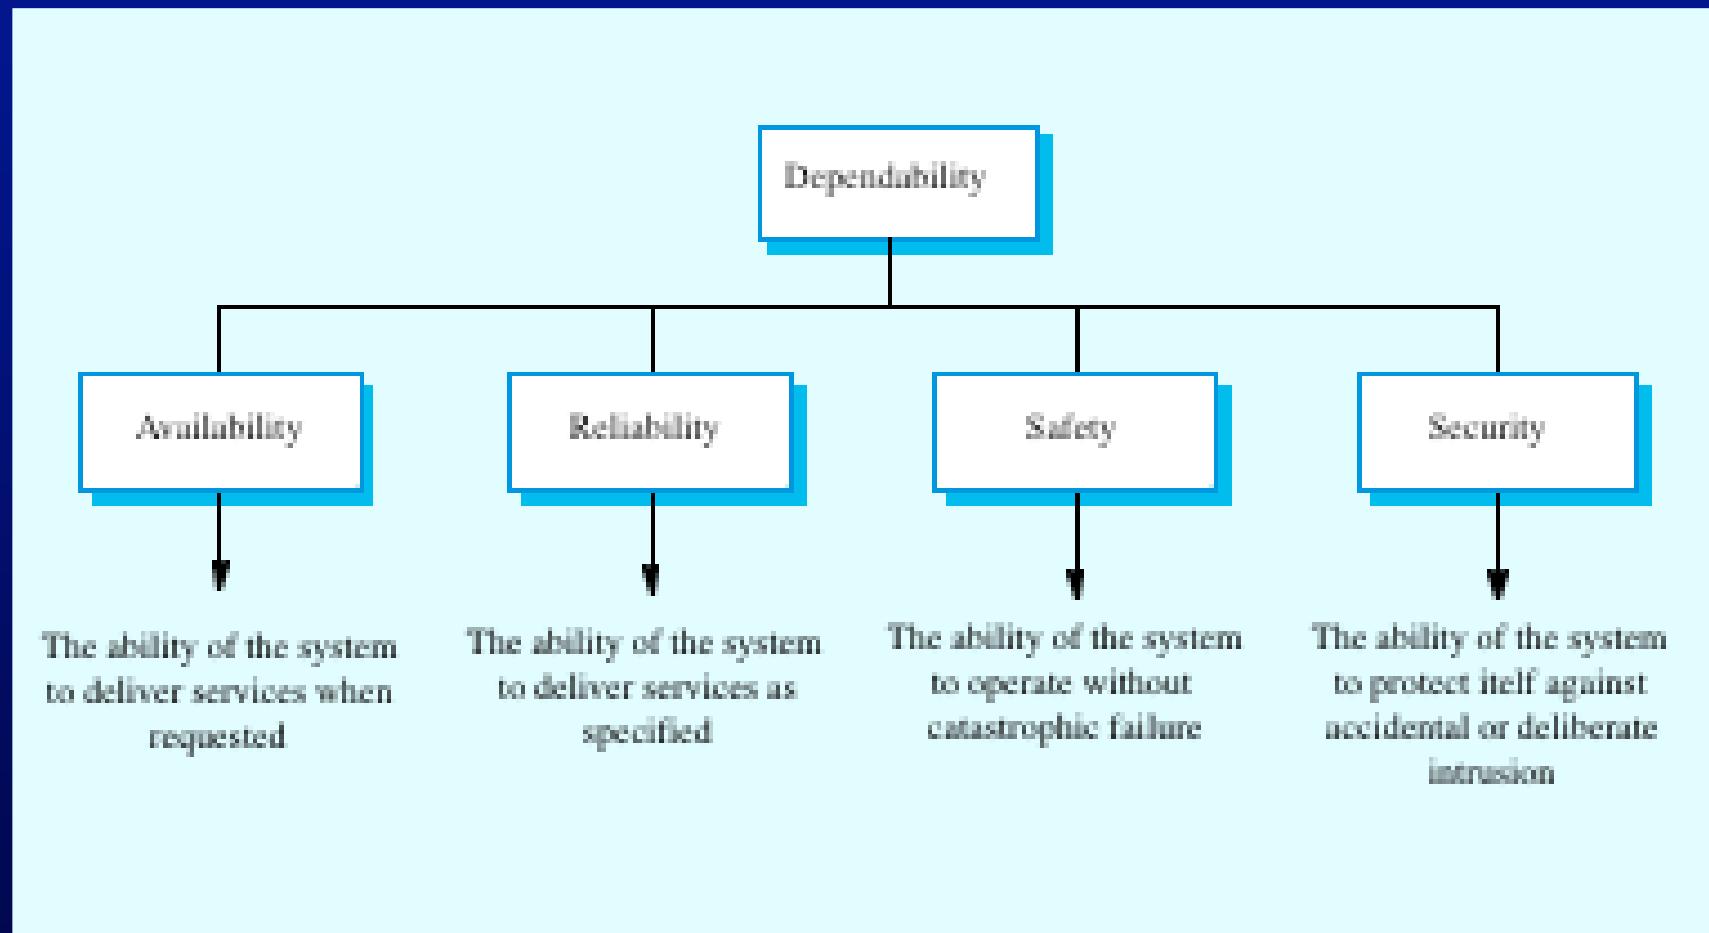 Dependability
Availability
Reliability
Safety
Security
The ability of the system
to deliver services when
requested
The ability of the system
to deliver services as
specified
The ability of the system
to operate without
catastrophic failure
The ability of the system
to protect itelf against
accidental or deliberate
intrusion